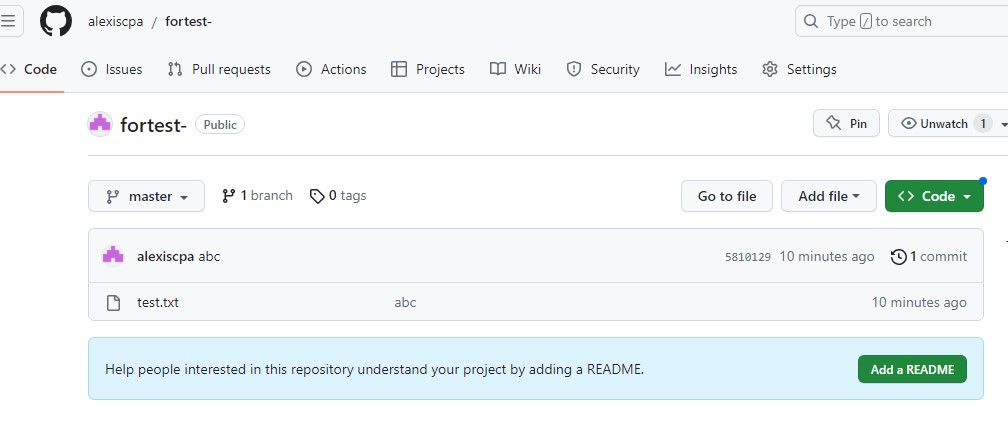 alexiscpa / fortest-
Type / to search
<> Code Issues Pull requests Actions Projects Wiki Security Insights Settings
fortest- Public
Pin Unwatch 1
master 1 branch 0 tags Go to file Add file <> Code
alexiscpa abc 5810129 10 minutes ago 1 commit
test.txt abc 10 minutes ago
Help people interested in this repository understand your project by adding a README. Add a README